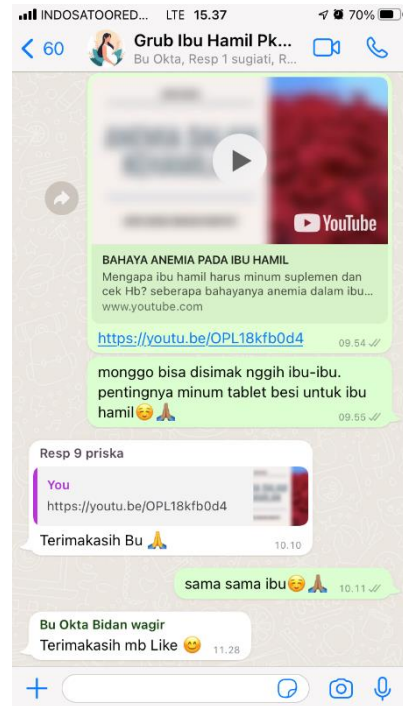 INDOSATOORED... LTE 15.37 70%
60 Grub Ibu Hamil Pk...
Bu Okta, Resp 1 sugiati, R...
YouTube
BAHAYA ANEMIA PADA IBU HAMIL
Mengapa ibu hamil harus minum suplemen dan
cek Hb? seberapa bahayanya anemia dalam ibu...
www.youtube.com
https://youtu.be/OPL18kfb0d4 09.54
monggo bisa disimak nggih ibu-ibu.
pentingnya minum tablet besi untuk ibu
hamil☺️🙏🏽 09.55
Resp 9 priska
You
https://youtu.be/OPL18kfb0d4
Terimakasih Bu 🙏 10.10
sama sama ibu☺️🙏🏽 10.11
Bu Okta Bidan wagir
Terimakasih mb Like 😊 11.28